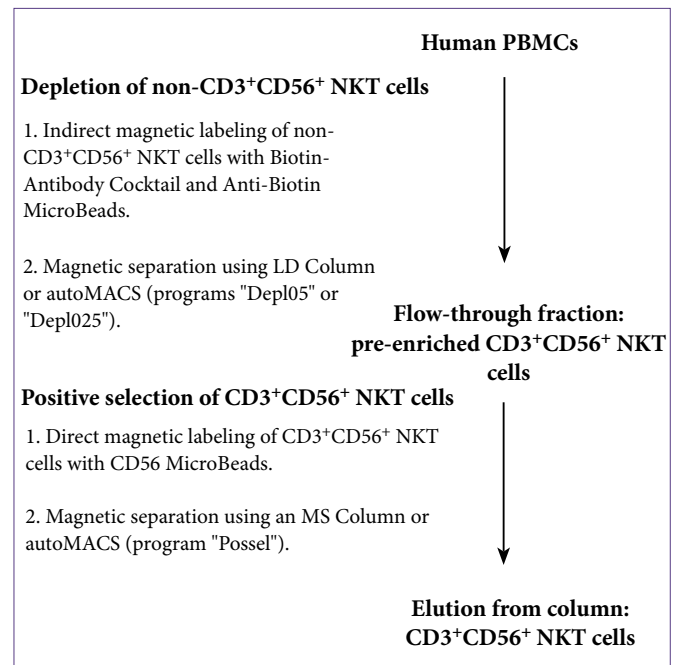 Human PBMCs
Depletion of non-CD3⁺CD56⁺ NKT cells
1. Indirect magnetic labeling of non-
CD3⁺CD56⁺ NKT cells with Biotin-
Antibody Cocktail and Anti-Biotin
MicroBeads.
2. Magnetic separation using LD Column
or autoMACS (programs "Depl05" or
"Depl025").
Flow-through fraction:
pre-enriched CD3⁺CD56⁺ NKT
cells
Positive selection of CD3⁺CD56⁺ NKT cells
1. Direct magnetic labeling of CD3⁺CD56⁺ NKT
cells with CD56 MicroBeads.
2. Magnetic separation using an MS Column or
autoMACS (program "Possel").
Elution from column:
CD3⁺CD56⁺ NKT cells